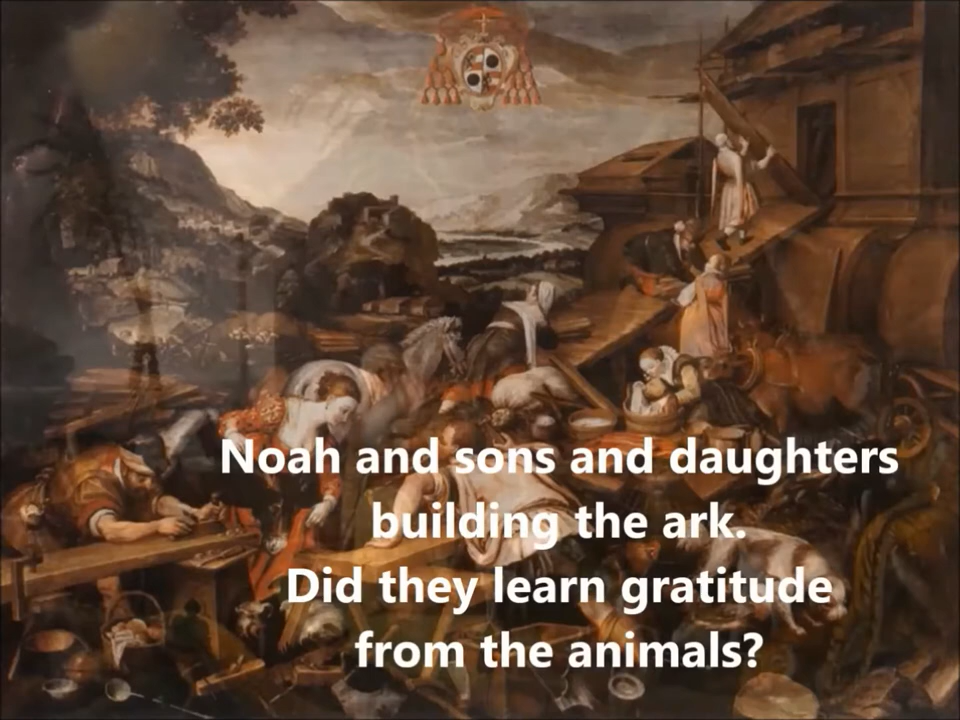 Noah and sons and daughters
building the ark.
Did they learn gratitude
from the animals?